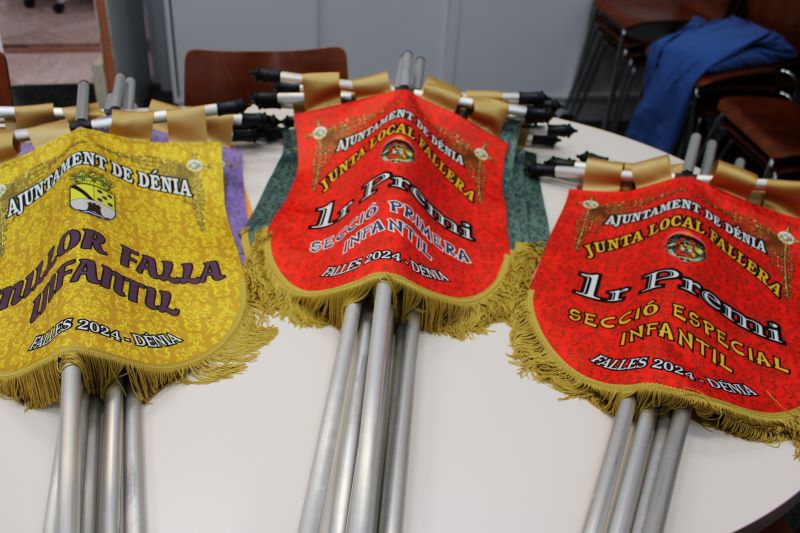 AJUNTAMENT DE DÉNIA
MILLOR FALLA
INFANTIL
FALLES 2024 - DÉNIA
AJUNTAMENT DE DÉNIA
JUNTA LOCAL FALLERA
1r Premi
SECCIÓ PRIMERA
INFANTIL
FALLES 2024 - DÉNIA
AJUNTAMENT DE DÉNIA
JUNTA LOCAL FALLERA
1r Premi
SECCIÓ ESPECIAL
INFANTIL
FALLES 2024 - DÉNIA